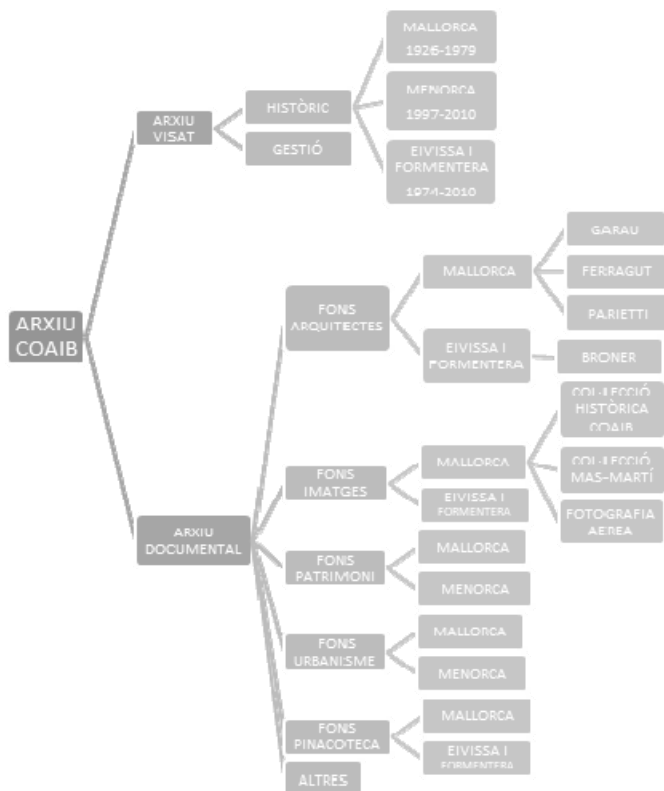 ARXIU
COAIB
ARXIU
VISAT
HISTÒRIC
MALLORCA
1926-1979
MENORCA
1997-2010
EIVISSA I
FORMENTERA
1974-2010
GESTIÓ
ARXIU
DOCUMENTAL
FONS
ARQUITECTES
MALLORCA
GARAU
FERRAGUT
PARIETTI
EIVISSA I
FORMENTERA
BRONER
FONS
IMATGES
MALLORCA
COL·LECCIÓ
HISTÒRICA
COAIB
COL·LECCIÓ
MAS-MARTÍ
FOTOGRAFIA
AEREA
EIVISSA I
FORMENTERA
FONS
PATRIMONI
MALLORCA
MENORCA
FONS
URBANISME
MALLORCA
MENORCA
FONS
PINACOTECA
MALLORCA
EIVISSA I
FORMENTERA
ALTRES